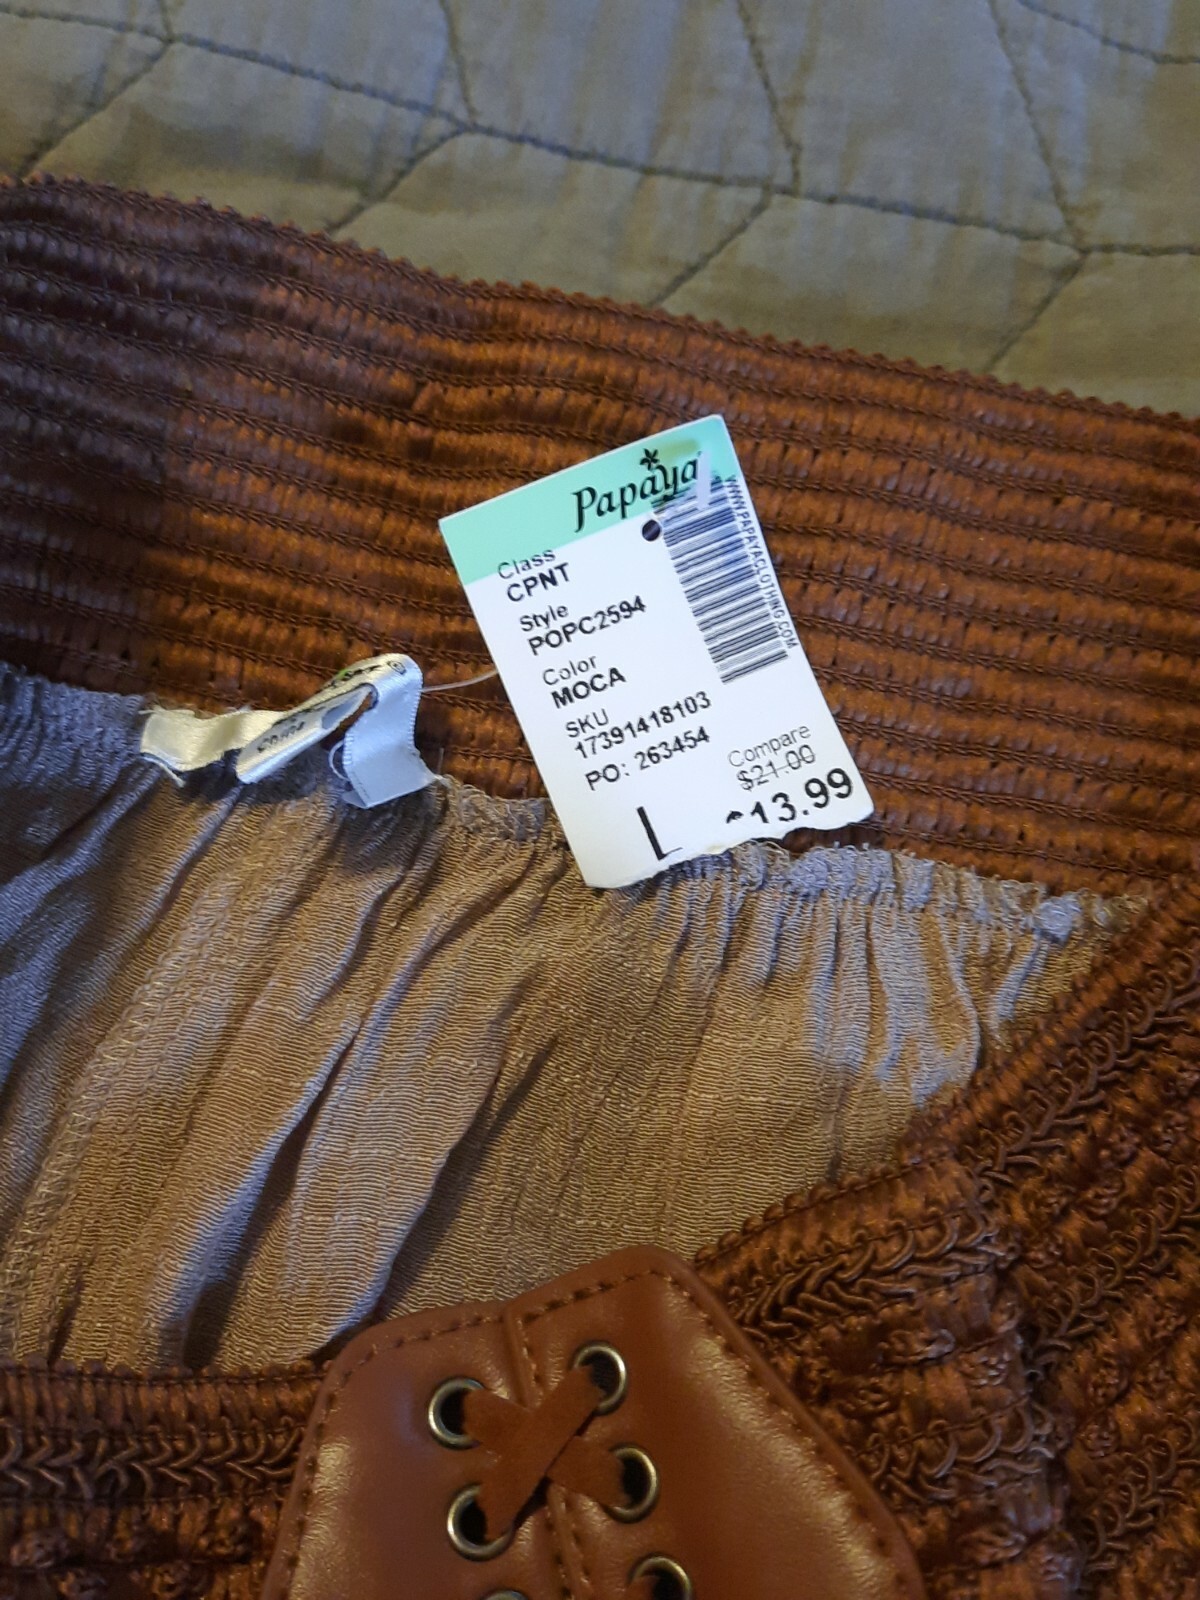 Papaya
WWW.PAPAYACLOTHING.COM
Class
CPNT
Style
POPC2594
Color
MOCA
SKU
17391418103
PO: 263454
Compare
$21.00
13.99
L